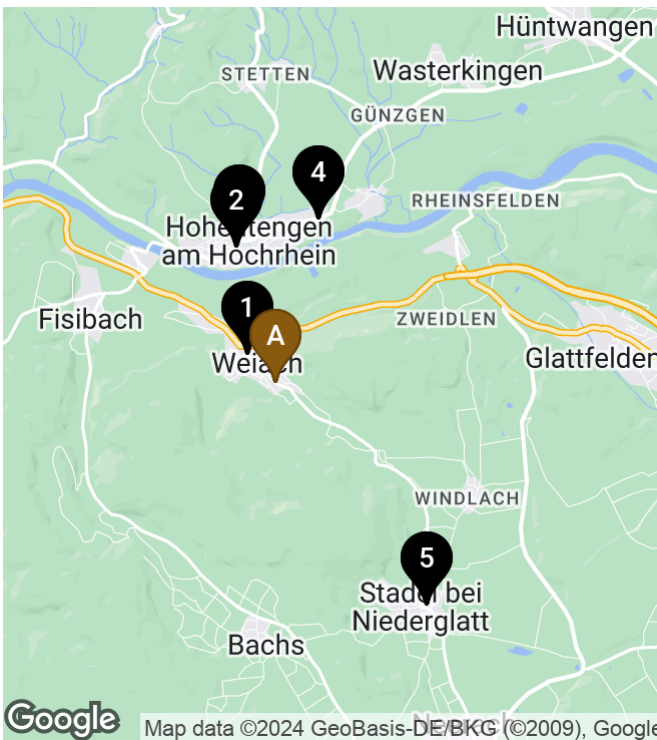 Hüntwangen
STETTEN
Wasterkingen
GÜNZGEN
4
2
RHEINSFELDEN
Hohentengen
am Hochrhein
1
Fisibach
ZWEIDLEN
A
Weiach
Glattfelden
WINDLACH
5
Stadel bei
Niederglatt
Bachs
Google
Map data ©2024 GeoBasis-DE/BKG (©2009), Google